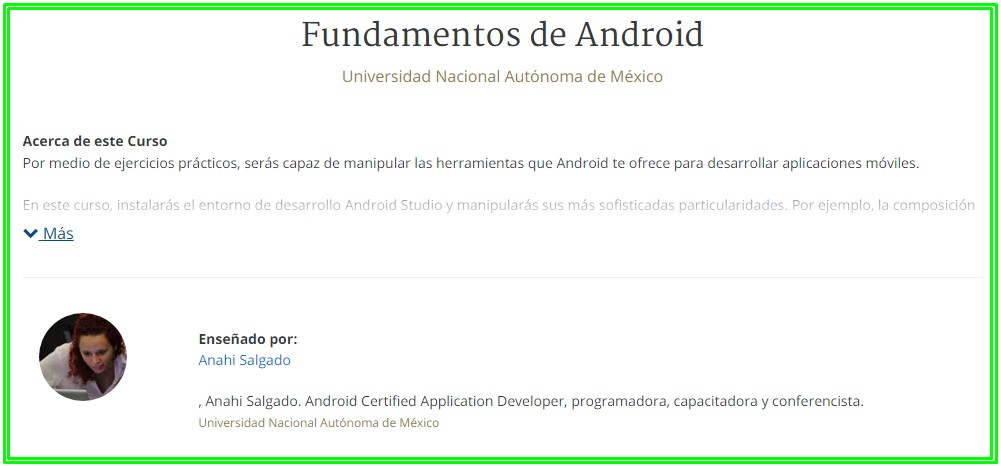 Fundamentos de Android
Universidad Nacional Autónoma de México
Acerca de este Curso
Por medio de ejercicios prácticos, serás capaz de manipular las herramientas que Android te ofrece para desarrollar aplicaciones móviles.
En este curso, instalarás el entorno de desarrollo Android Studio y manipularás sus más sofisticadas particularidades. Por ejemplo, la composición
Más
Enseñado por:
Anahi Salgado
, Anahi Salgado. Android Certified Application Developer, programadora, capacitadora y conferencista.
Universidad Nacional Autónoma de México